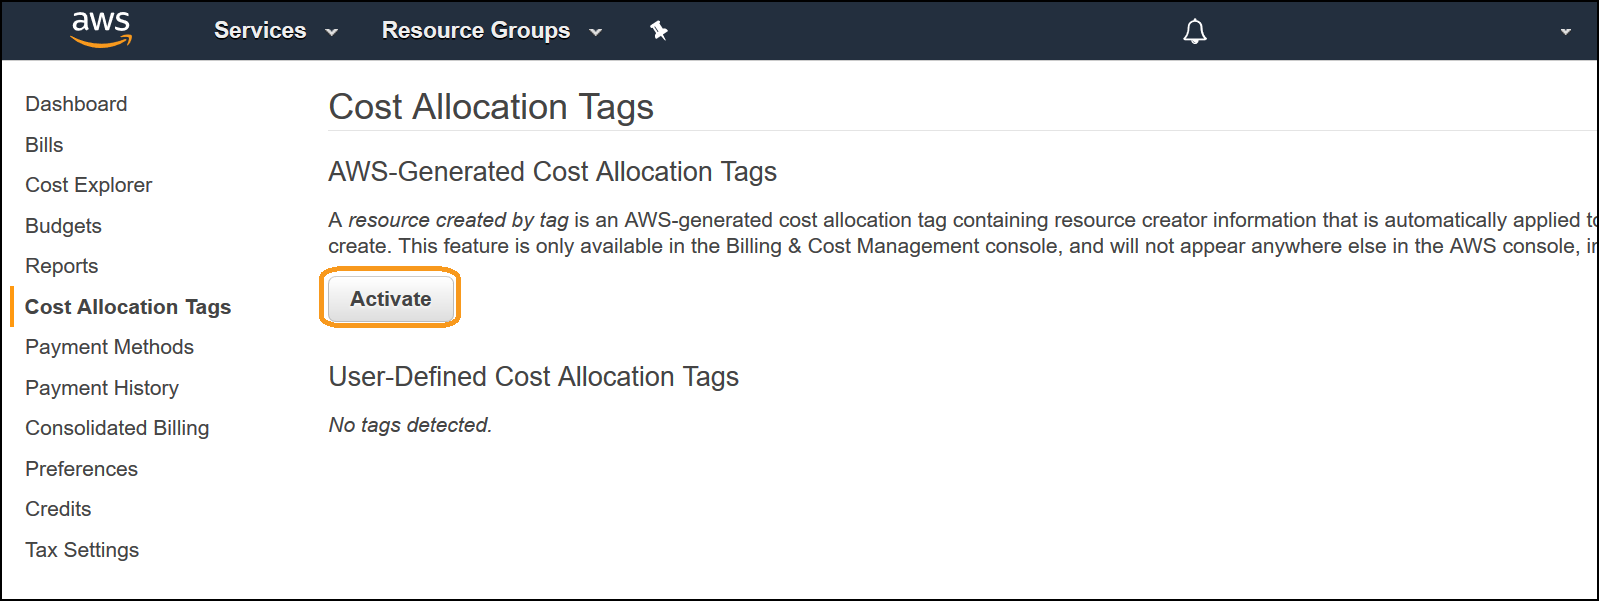 aws
Services
Resource Groups
Dashboard
Bills
Cost Explorer
Budgets
Reports
Cost Allocation Tags
Payment Methods
Payment History
Consolidated Billing
Preferences
Credits
Tax Settings
Cost Allocation Tags
AWS-Generated Cost Allocation Tags
A resource created by tag is an AWS-generated cost allocation tag containing resource creator information that is automatically applied
create. This feature is only available in the Billing & Cost Management console, and will not appear anywhere else in the AWS console,
Activate
User-Defined Cost Allocation Tags
No tags detected.